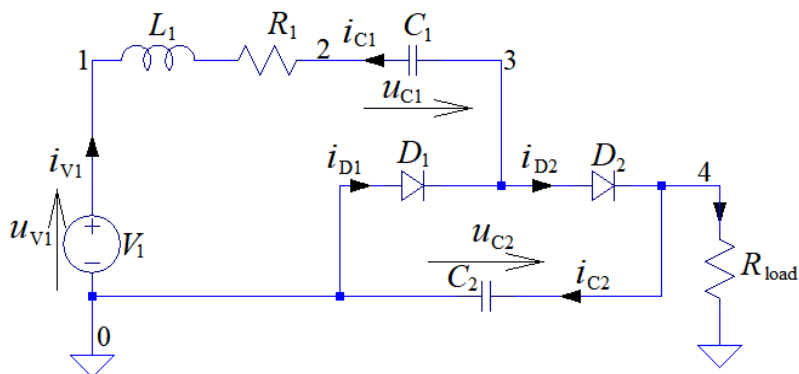 L1 R1 2 iC1 C1
1 3
uC1
iV1 iD1 D1 iD2 D2 4
uV1 V1 uC2
C2 iC2 Rload
0